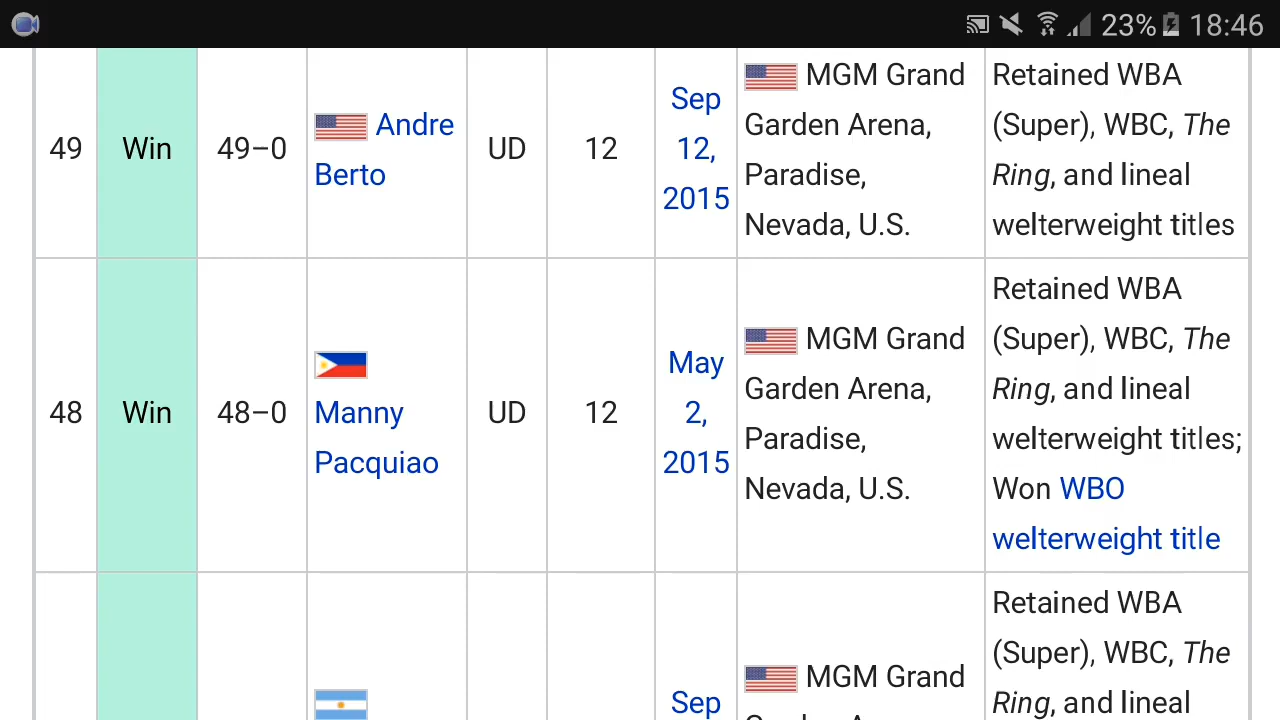 23% 18:46
49 Win 49–0 Andre Berto UD 12 Sep 12, 2015 MGM Grand Garden Arena, Paradise, Nevada, U.S. Retained WBA (Super), WBC, The Ring, and lineal welterweight titles
48 Win 48–0 Manny Pacquiao UD 12 May 2, 2015 MGM Grand Garden Arena, Paradise, Nevada, U.S. Retained WBA (Super), WBC, The Ring, and lineal welterweight titles; Won WBO welterweight title
Sep MGM Grand Retained WBA (Super), WBC, The Ring, and lineal